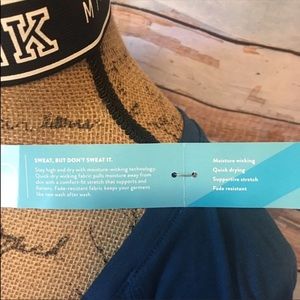 NK
M
SWEAT, BUT DON'T SWEAT IT.
Stay high and dry with moisture-wicking technology.
Quick dry wicking fabric pulls moisture away from
skin with a comfort-fit stretch that supports and
flatters. Fade-resistant fabric keeps your garment
like new wash after wash.
Moisture wicking
Quick drying
Supportive stretch
Fade resistant